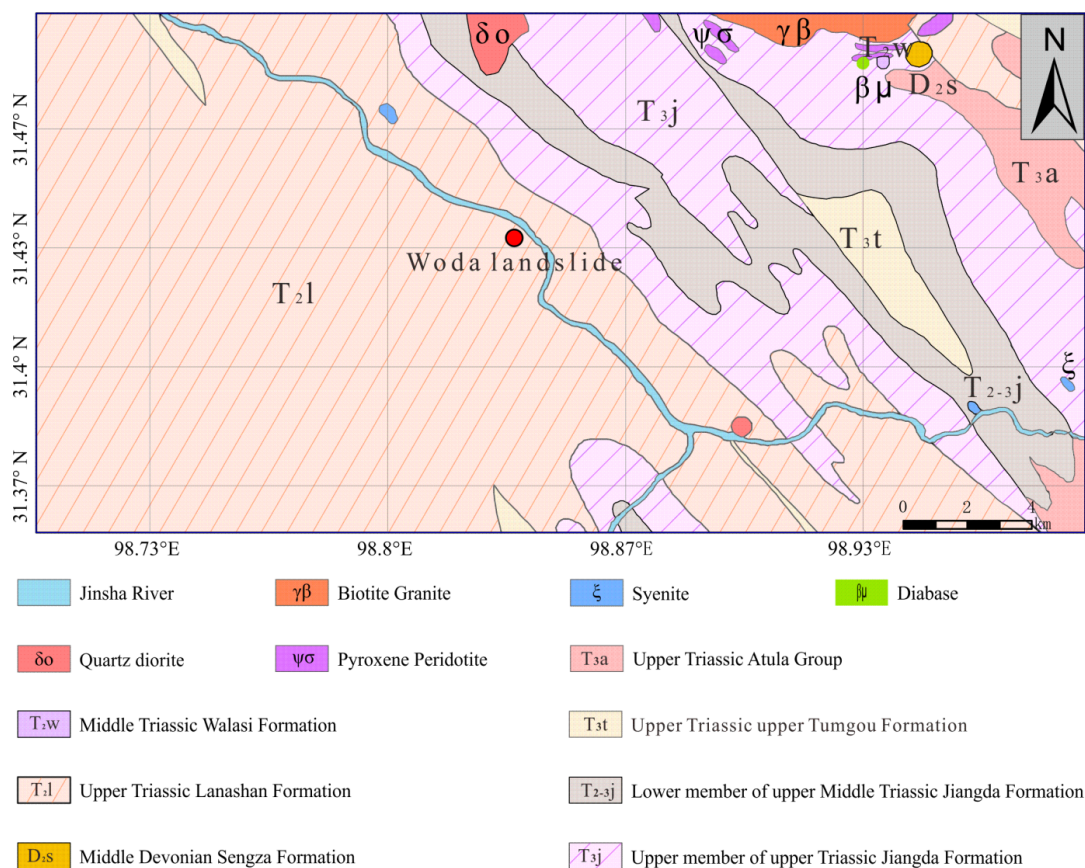 δο
ψσ
γβ
T₂w
N
βμ
D₂s
T₃j
T₃a
31.47° N
T₃t
31.43° N
Woda landslide
T₂l
31.4° N
ξ
T₂₋₃j
31.37° N
0 2 4
km
98.73°E 98.8°E 98.87°E 98.93°E
Jinsha River γβ Biotite Granite ξ Syenite βμ Diabase
δο Quartz diorite ψσ Pyroxene Peridotite T₃a Upper Triassic Atula Group
T₂w Middle Triassic Walasi Formation T₃t Upper Triassic upper Tumgou Formation
T₂l Upper Triassic Lanashan Formation T₂₋₃j Lower member of upper Middle Triassic Jiangda Formation
D₂s Middle Devonian Sengza Formation T₃j Upper member of upper Triassic Jiangda Formation